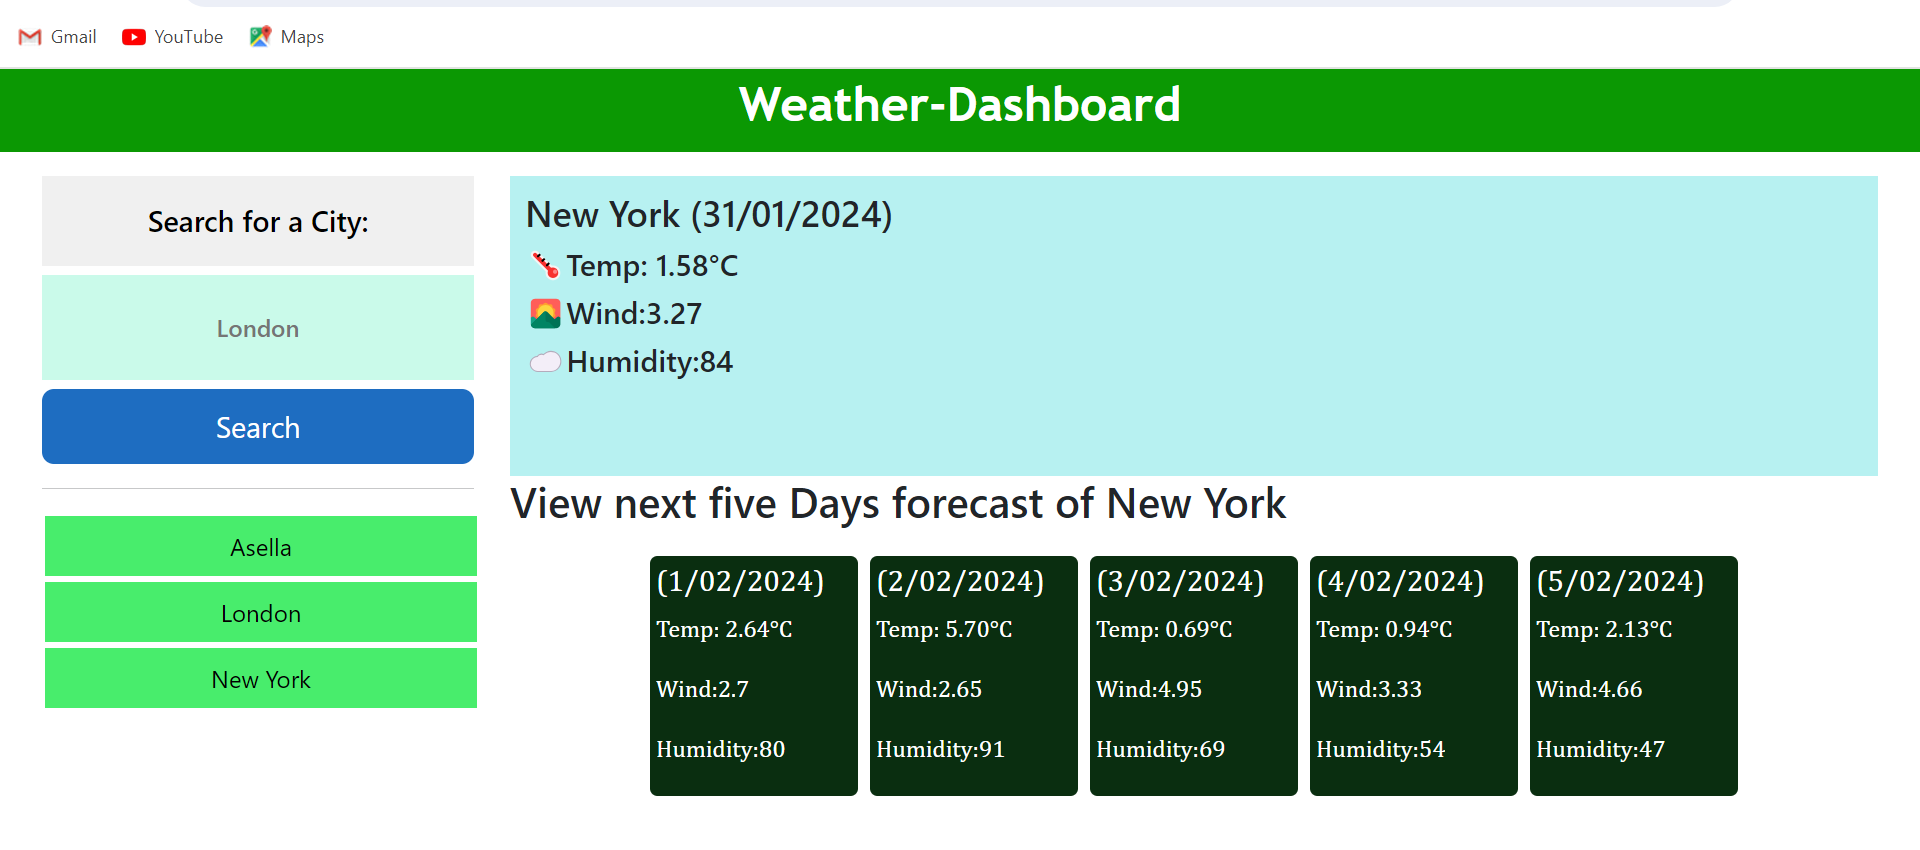 Gmail YouTube Maps
Weather-Dashboard
Search for a City:
London
Search
Asella
London
New York
New York (31/01/2024)
Temp: 1.58°C
Wind:3.27
Humidity:84
View next five Days forecast of New York
(1/02/2024)
Temp: 2.64°C
Wind:2.7
Humidity:80
(2/02/2024)
Temp: 5.70°C
Wind:2.65
Humidity:91
(3/02/2024)
Temp: 0.69°C
Wind:4.95
Humidity:69
(4/02/2024)
Temp: 0.94°C
Wind:3.33
Humidity:54
(5/02/2024)
Temp: 2.13°C
Wind:4.66
Humidity:47